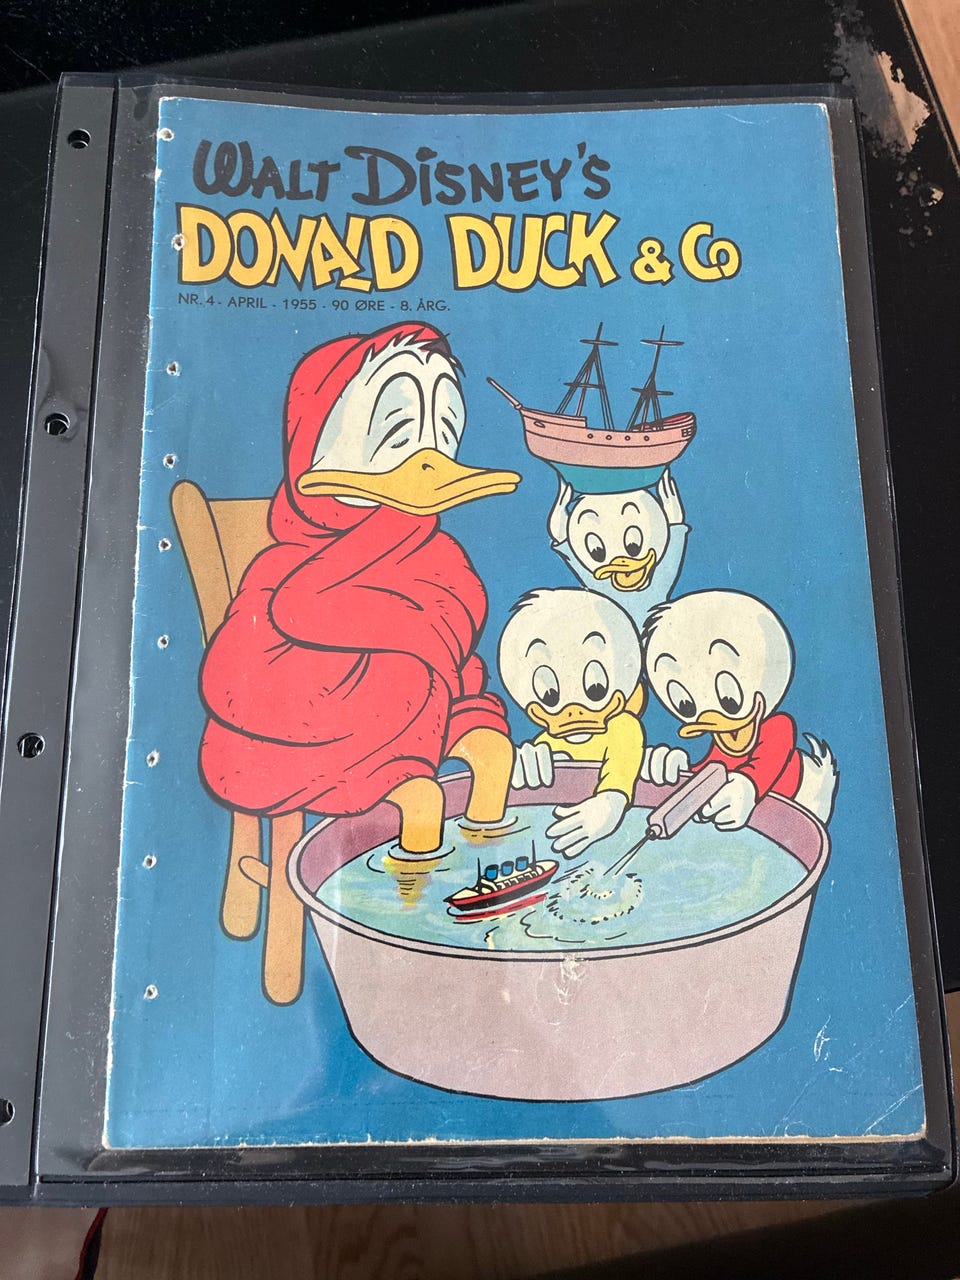 WALT DISNEY'S
DONALD DUCK & CO
NR. 4 - APRIL - 1955 - 90 ØRE - 8. ÅRG.